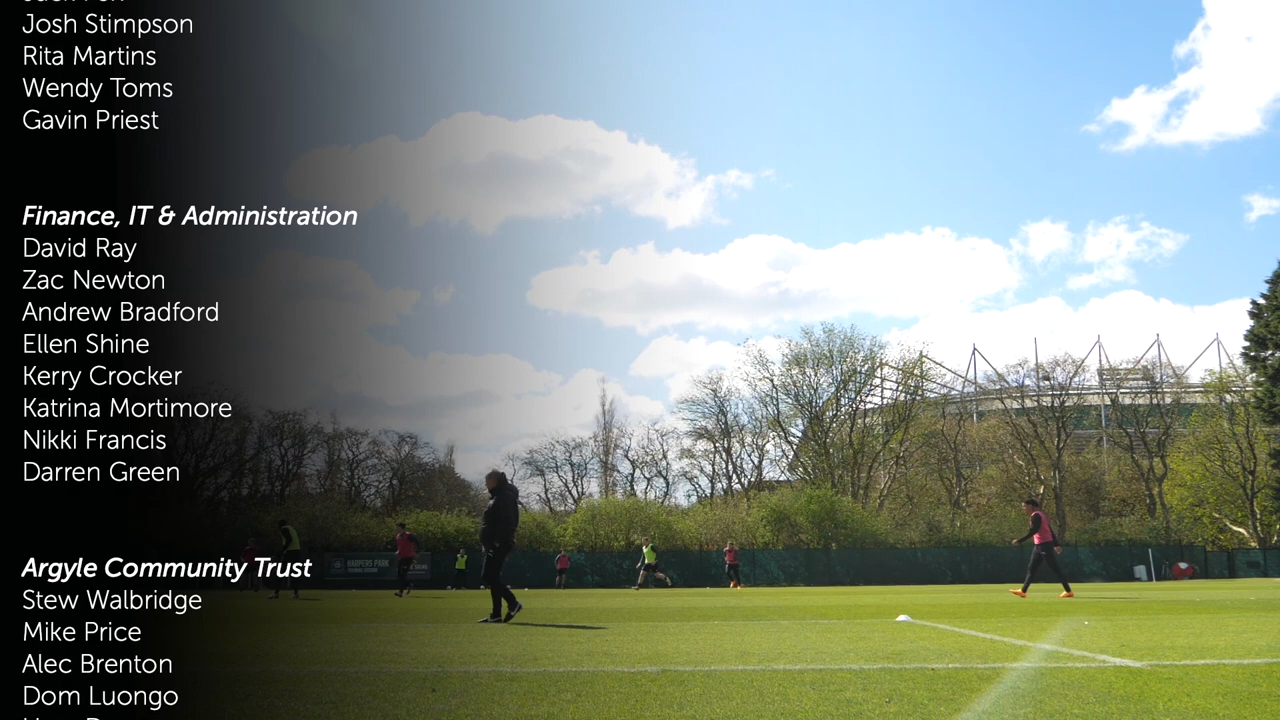 Josh Stimpson
Rita Martins
Wendy Toms
Gavin Priest
Finance, IT & Administration
David Ray
Zac Newton
Andrew Bradford
Ellen Shine
Kerry Crocker
Katrina Mortimore
Nikki Francis
Darren Green
HARPERS PARK
Argyle Community Trust
Stew Walbridge
Mike Price
Alec Brenton
Dom Luongo